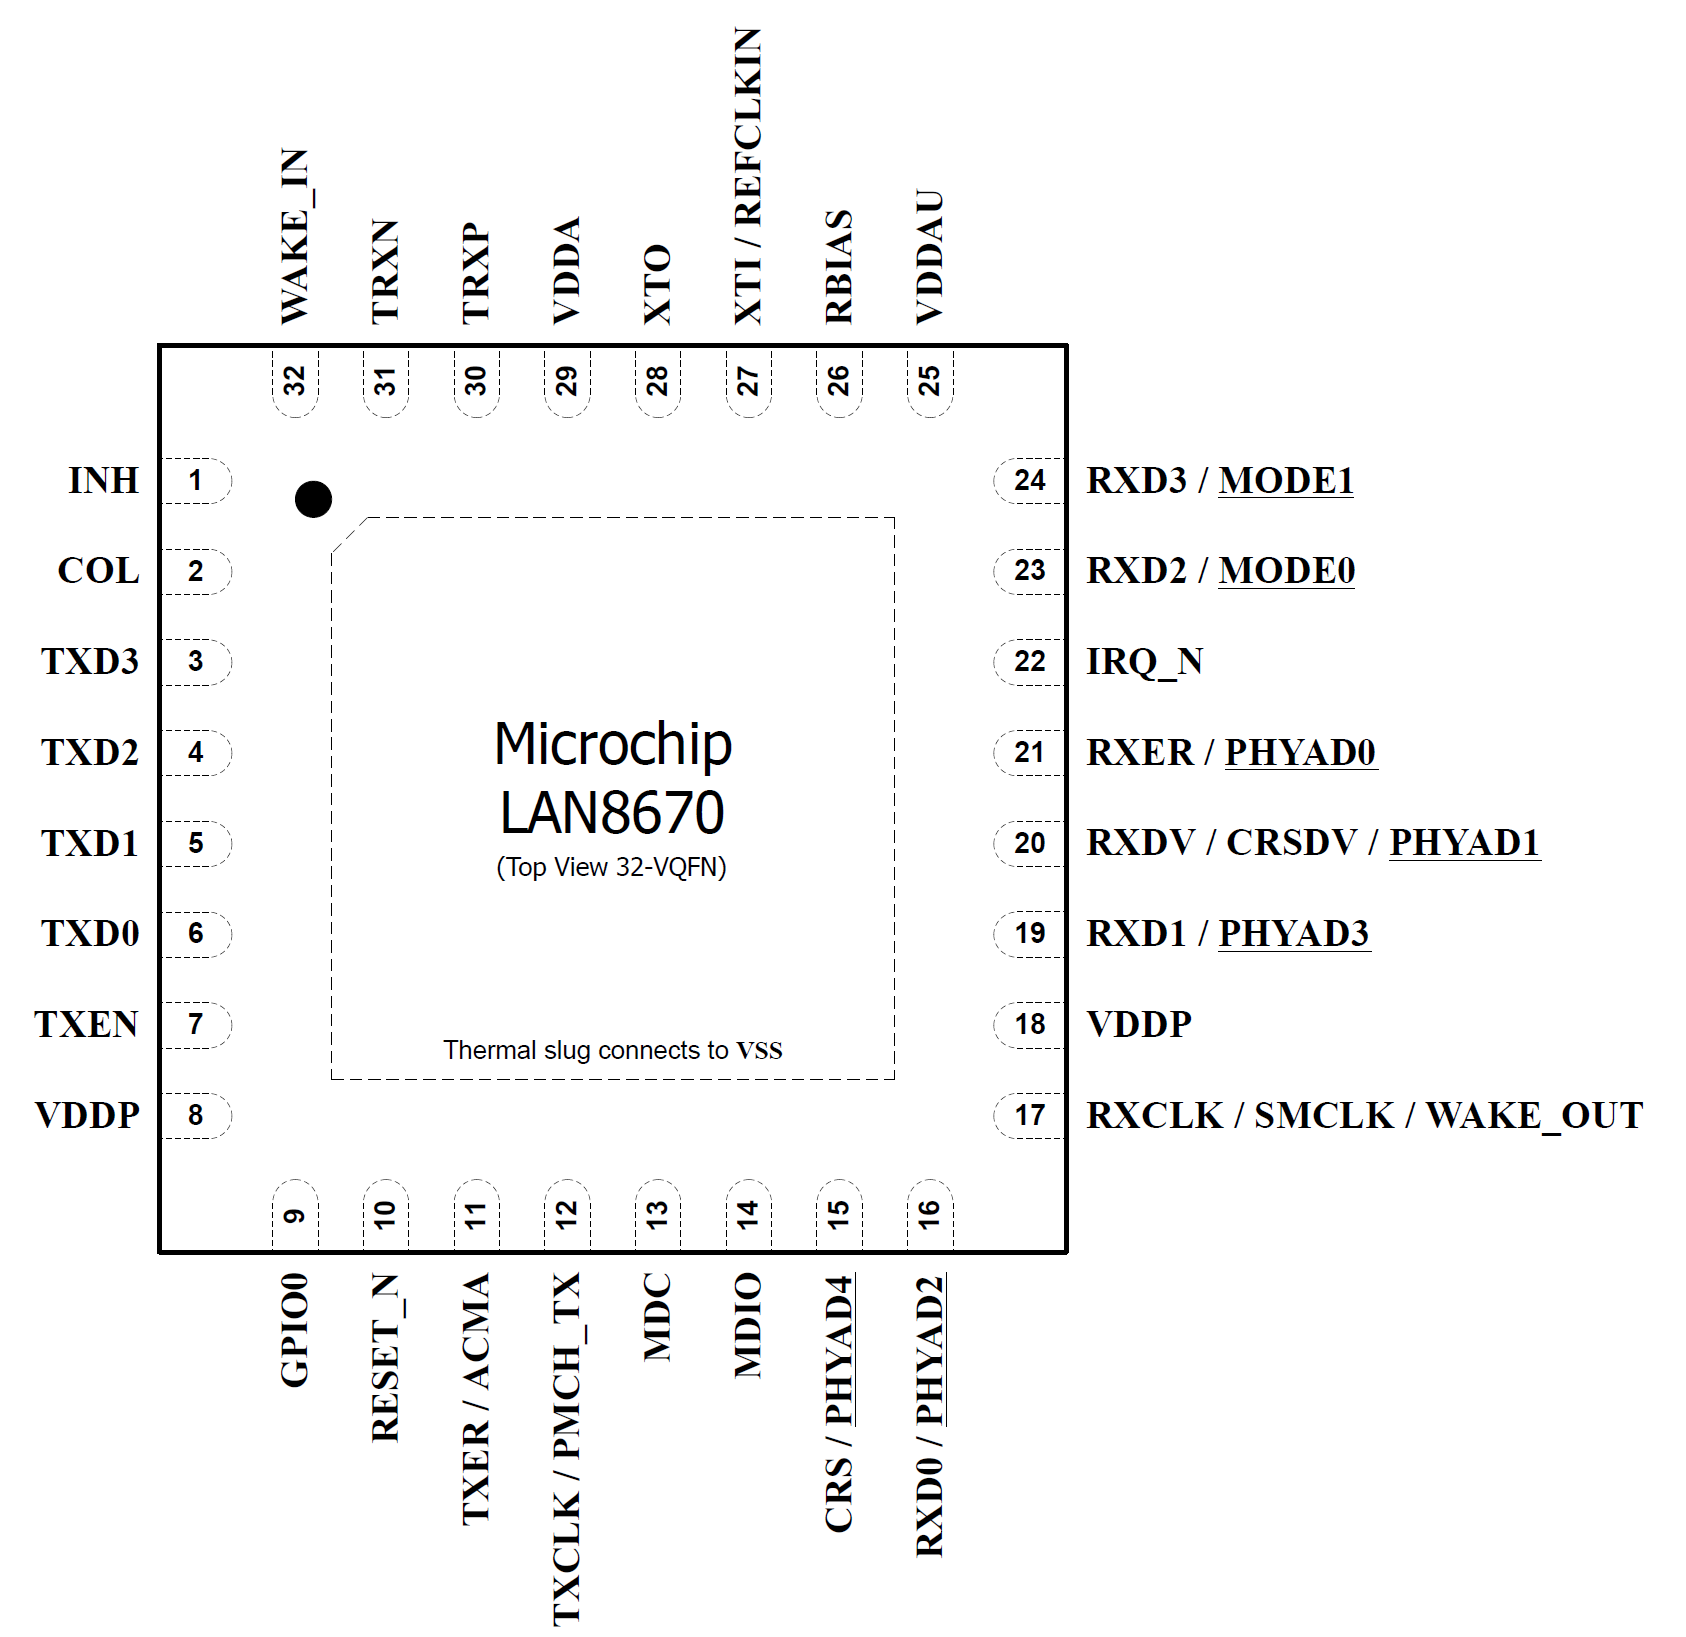 WAKE_IN
TRXN
TRXP
VDDA
XTO
XTI / REFCLKIN
RBIAS
VDDAU
32
31
30
29
28
27
26
25
INH 1
COL 2
TXD3 3
TXD2 4
TXD1 5
TXD0 6
TXEN 7
VDDP 8
Microchip
LAN8670
(Top View 32-VQFN)
Thermal slug connects to VSS
24 RXD3 / MODE1
23 RXD2 / MODE0
22 IRQ_N
21 RXER / PHYAD0
20 RXDV / CRSDV / PHYAD1
19 RXD1 / PHYAD3
18 VDDP
17 RXCLK / SMCLK / WAKE_OUT
9
10
11
12
13
14
15
16
GPIO0
RESET_N
TXER / ACMA
TXCLK / PMCH_TX
MDC
MDIO
CRS / PHYAD4
RXD0 / PHYAD2